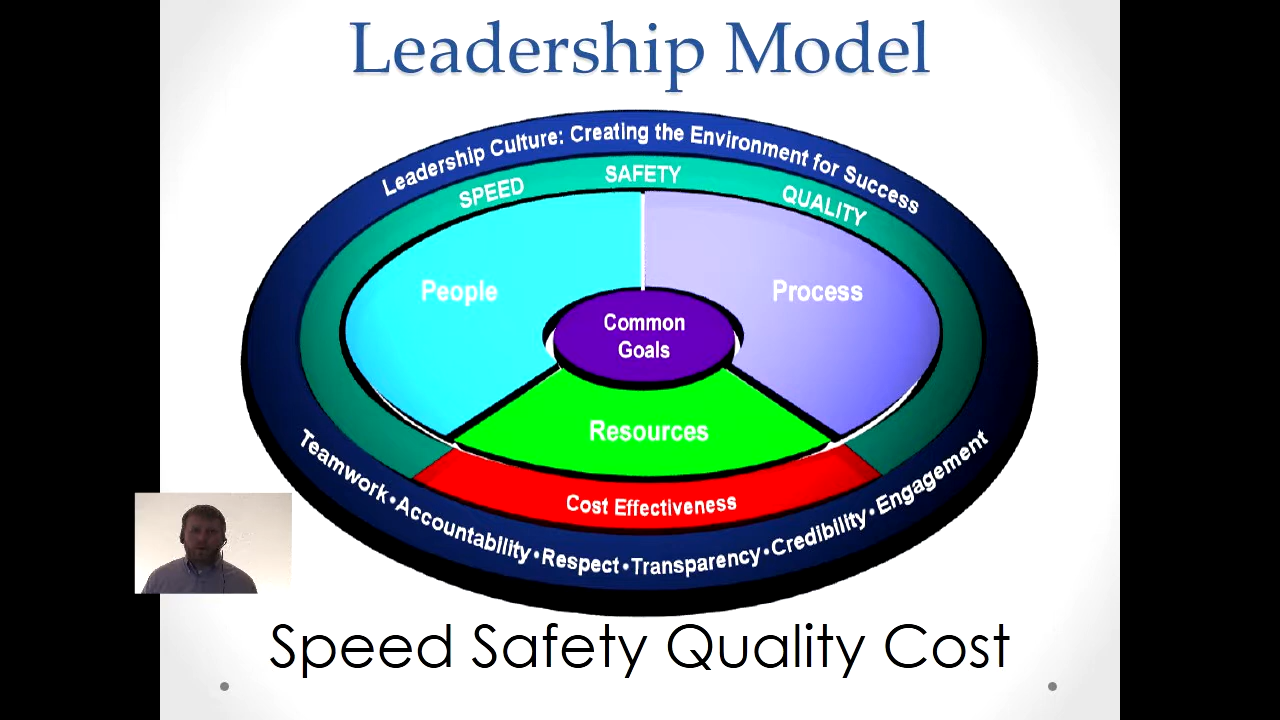 Leadership Model
Leadership Culture: Creating the Environment for Success
SPEED
SAFETY
QUALITY
People
Process
Common
Goals
Resources
Cost Effectiveness
Teamwork•Accountability•Respect•Transparency•Credibility•Engagement
Speed Safety Quality Cost